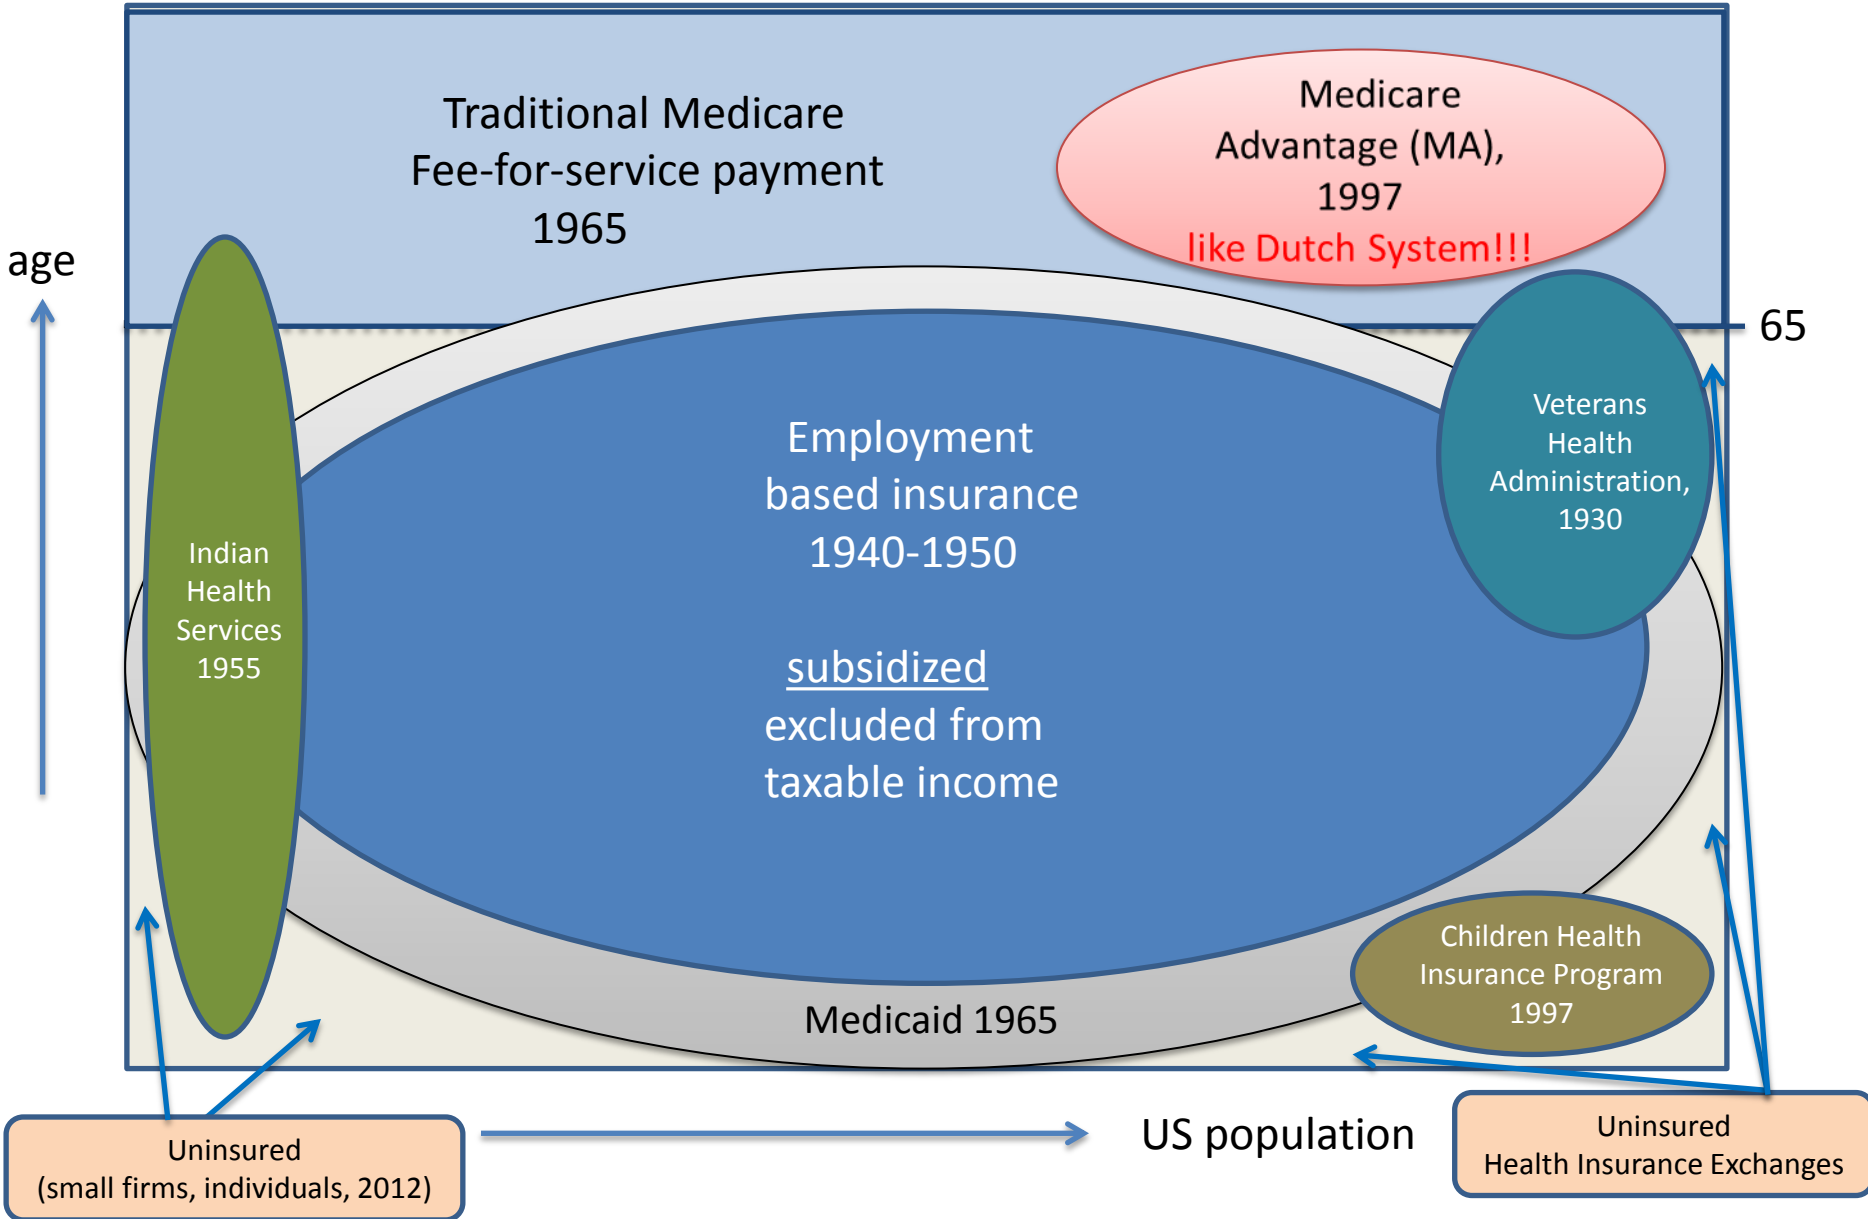 Traditional Medicare
Fee-for-service payment
1965
Medicare
Advantage (MA),
1997
like Dutch System!!!
age
65
Employment
based insurance
1940-1950
subsidized
excluded from
taxable income
Veterans
Health
Administration,
1930
Indian
Health
Services
1955
Children Health
Insurance Program
1997
Medicaid 1965
Uninsured
(small firms, individuals, 2012)
US population
Uninsured
Health Insurance Exchanges